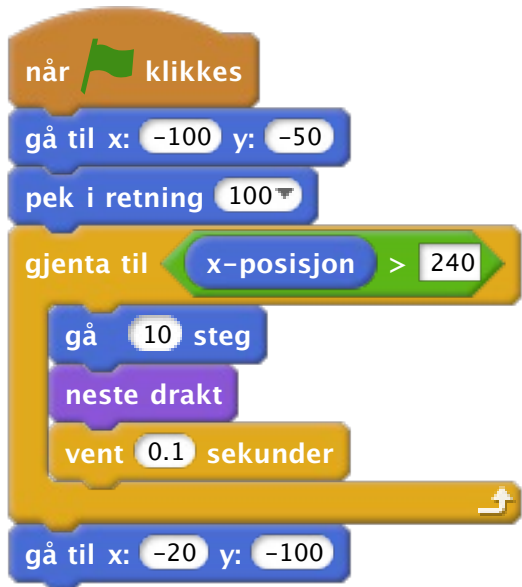 når klikkes
gå til x: -100 y: -50
pek i retning 100
gjenta til x-posisjon > 240
gå 10 steg
neste drakt
vent 0.1 sekunder
gå til x: -20 y: -100